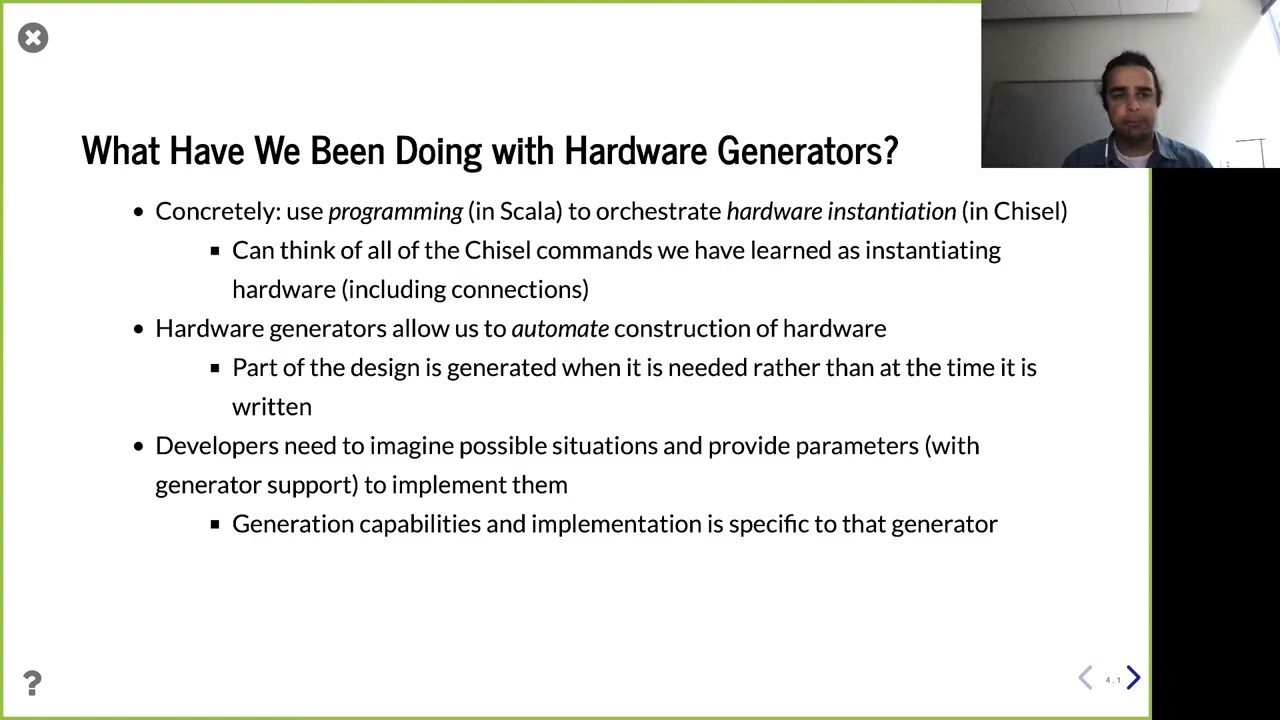 What Have We Been Doing with Hardware Generators?
• Concretely: use programming (in Scala) to orchestrate hardware instantiation (in Chisel)
▪ Can think of all of the Chisel commands we have learned as instantiating
hardware (including connections)
• Hardware generators allow us to automate construction of hardware
▪ Part of the design is generated when it is needed rather than at the time it is
written
• Developers need to imagine possible situations and provide parameters (with
generator support) to implement them
▪ Generation capabilities and implementation is specific to that generator
?
4.1